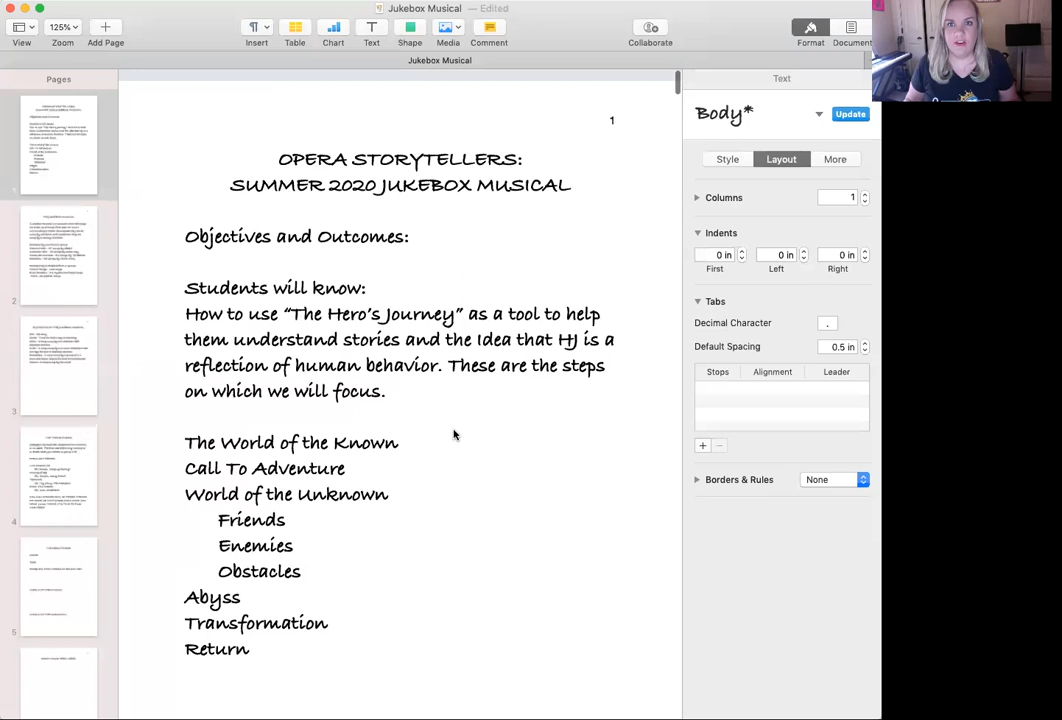 Jukebox Musical — Edited
View
125%
Zoom
Add Page
Insert
Table
Chart
Text
Shape
Media
Comment
Collaborate
Format
Document
Jukebox Musical
Pages
1
2
3
4
5
1
OPERA STORYTELLERS:
SUMMER 2020 JUKEBOX MUSICAL
Objectives and Outcomes:
Students will know:
How to use “The Hero’s Journey” as a tool to help
them understand stories and the Idea that HJ is a
reflection of human behavior. These are the steps
on which we will focus.
The World of the Known
Call To Adventure
World of the Unknown
Friends
Enemies
Obstacles
Abyss
Transformation
Return
Text
Body*
Update
Style
Layout
More
Columns
1
Indents
0 in
0 in
0 in
First
Left
Right
Tabs
Decimal Character
.
Default Spacing
0.5 in
Stops
Alignment
Leader
+
−
Borders & Rules
None